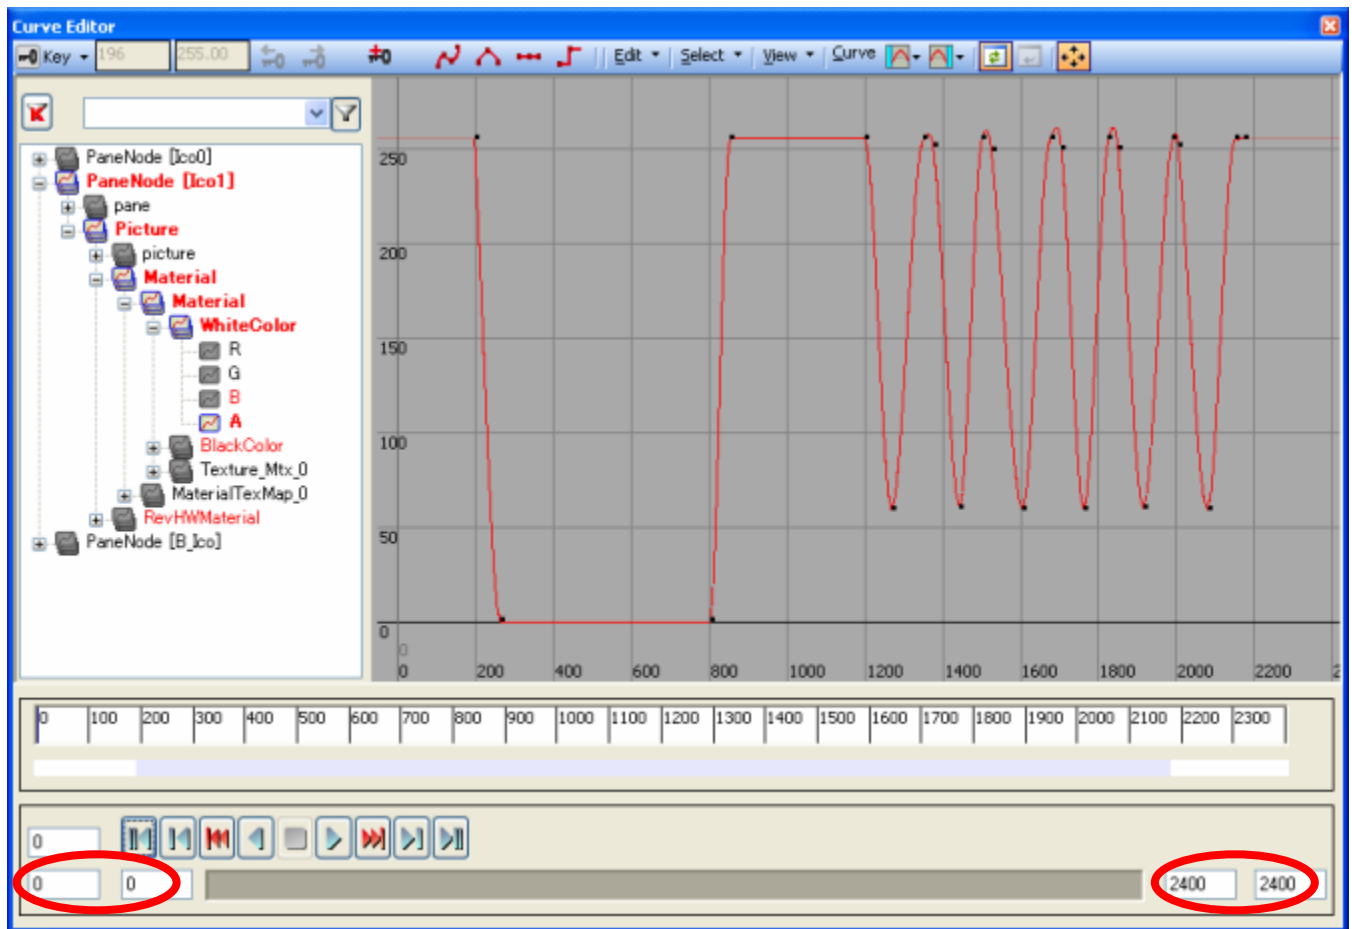 Curve Editor
Key 196 255.00 Edit Select View Curve
PaneNode [Ico0]
PaneNode [Ico1]
pane
Picture
picture
Material
Material
WhiteColor
R
G
B
A
BlackColor
Texture_Mtx_0
MaterialTexMap_0
RevHWMaterial
PaneNode [B_Ico]
250
200
150
100
50
0
0
0 200 400 600 800 1000 1200 1400 1600 1800 2000 2200 2
0 100 200 300 400 500 600 700 800 900 1000 1100 1200 1300 1400 1500 1600 1700 1800 1900 2000 2100 2200 2300
0
0 0 2400 2400